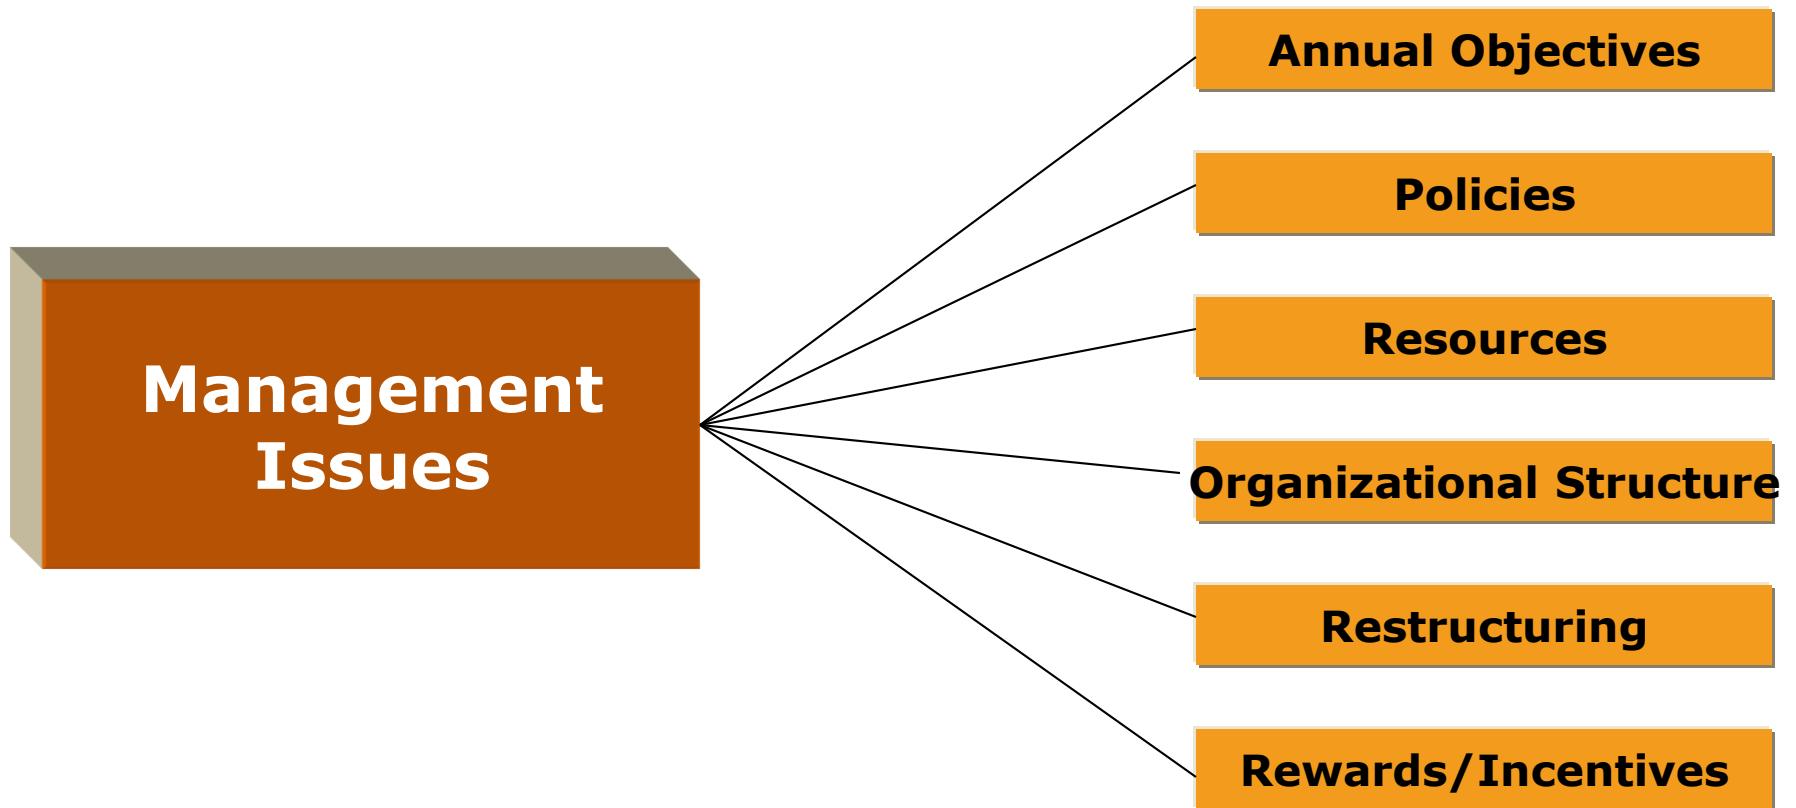 Management
Issues
Annual Objectives
Policies
Resources
Organizational Structure
Restructuring
Rewards/Incentives